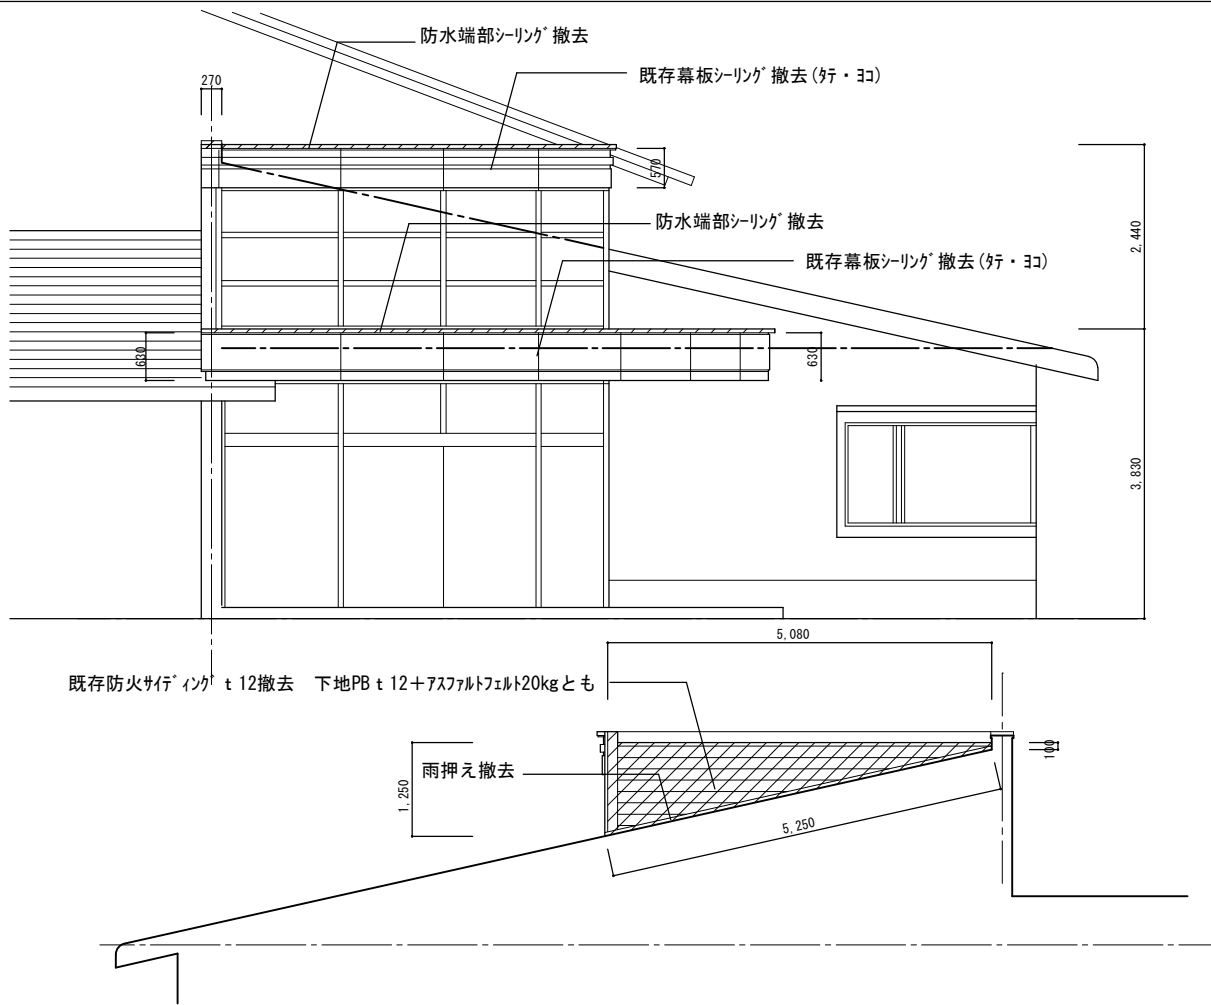 防水端部ｼｰﾘﾝｸﾞ撤去
既存幕板ｼｰﾘﾝｸﾞ撤去(ﾀﾃ・ﾖｺ)
270
570
防水端部ｼｰﾘﾝｸﾞ撤去
2,440
既存幕板ｼｰﾘﾝｸﾞ撤去(ﾀﾃ・ﾖｺ)
630
630
3,830
5,080
既存防火ｻｲﾃﾞｨﾝｸﾞ ｔ12撤去　下地PBｔ12＋ｱｽﾌｧﾙﾄﾌｪﾙﾄ20kgとも
100
雨押え撤去
1,250
5,250